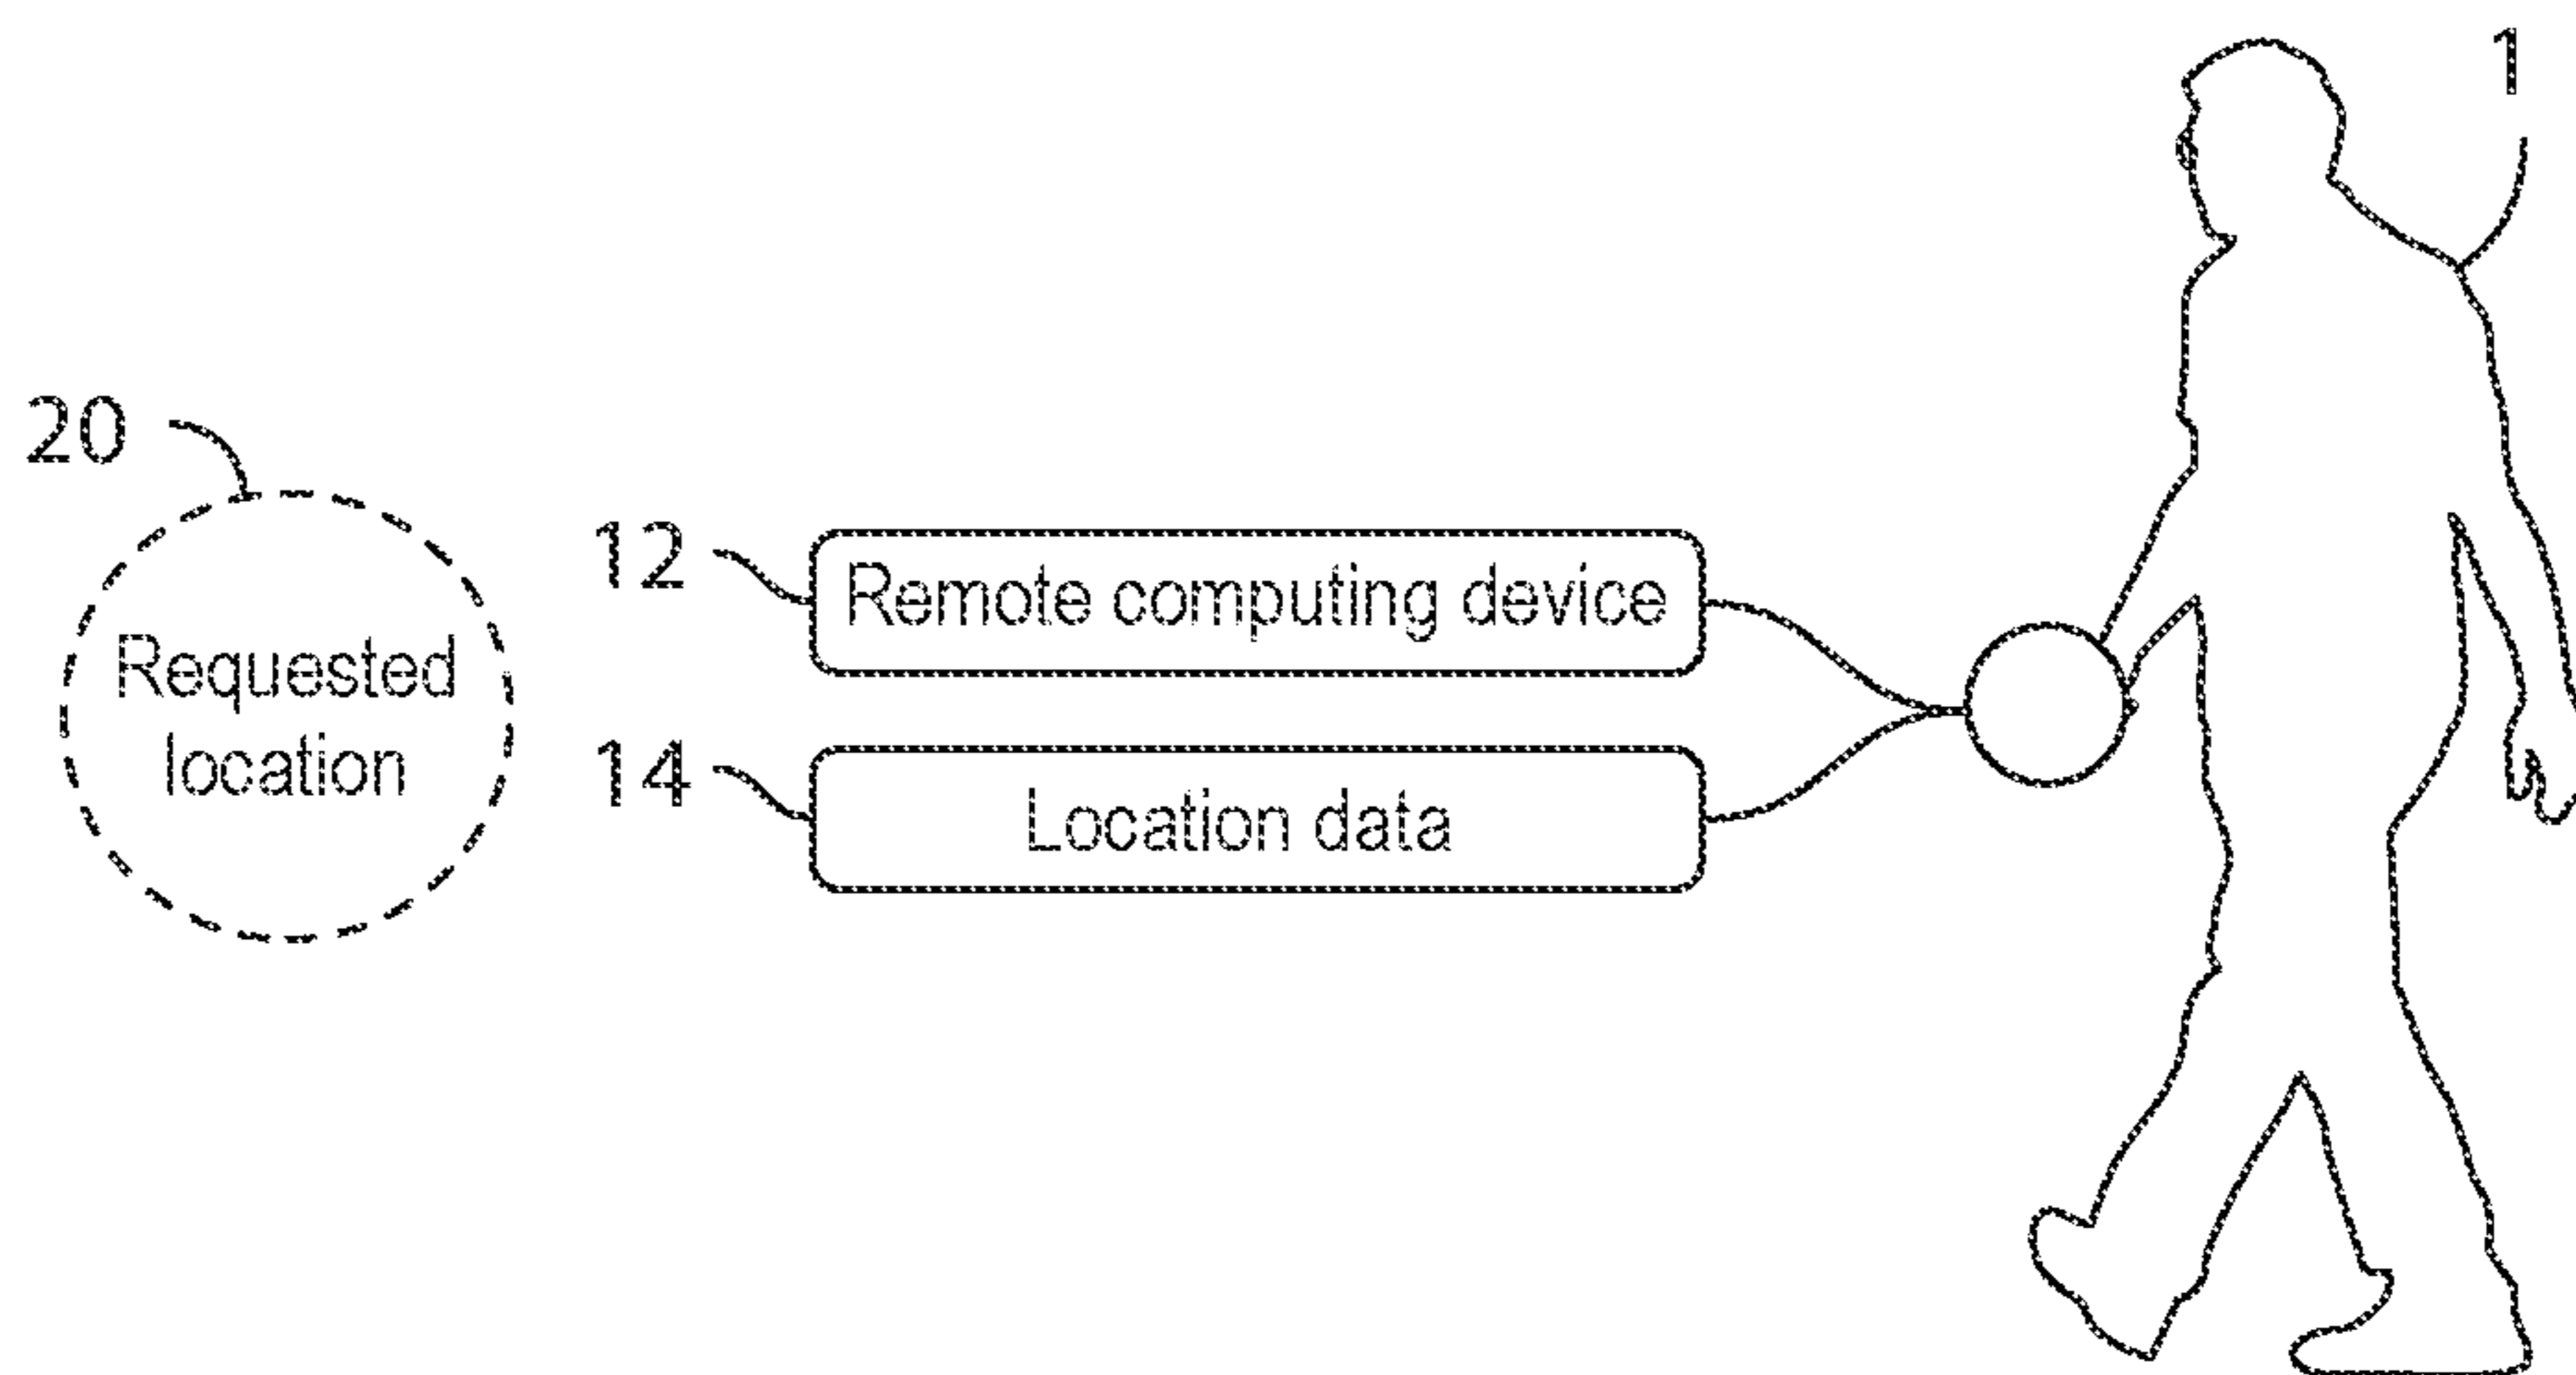 1
20
12
Remote computing device
Requested
location
14
Location data